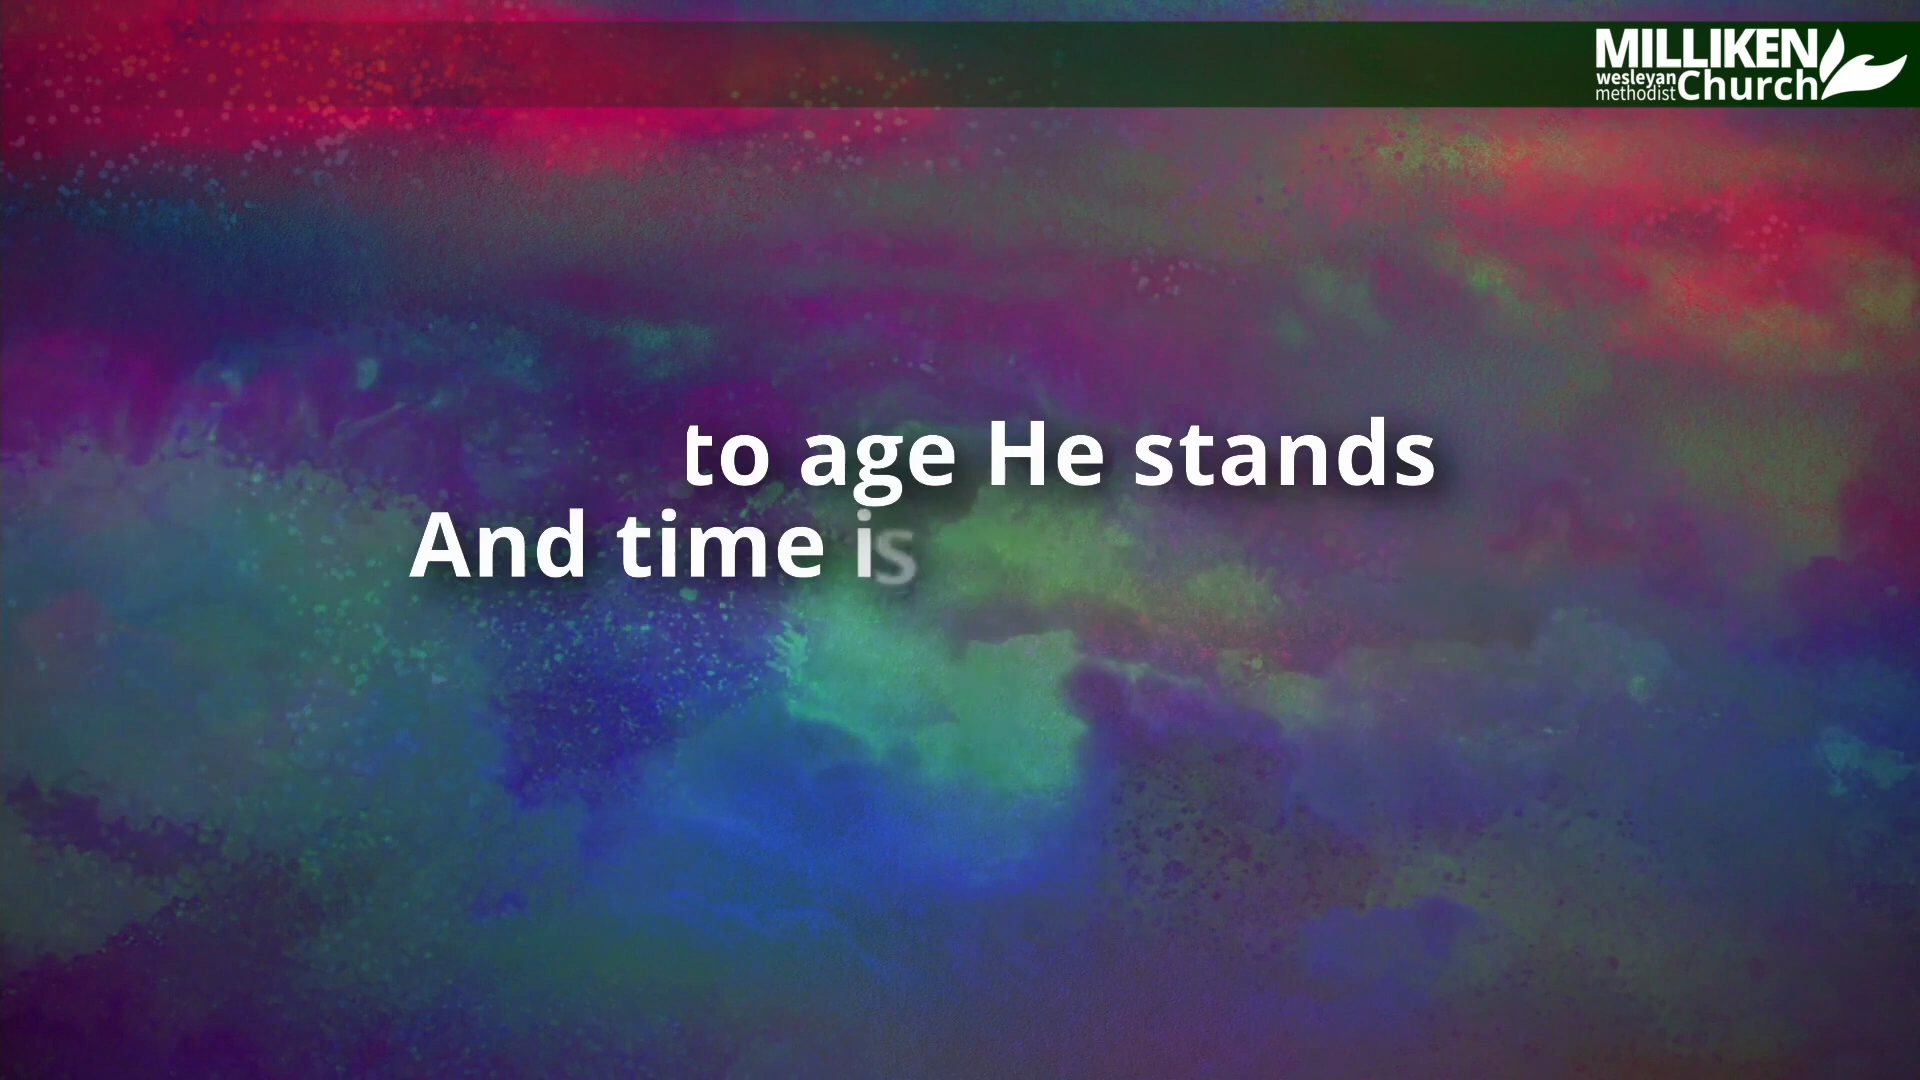 MILLIKEN
wesleyan
methodist
Church
to age He stands
And time is